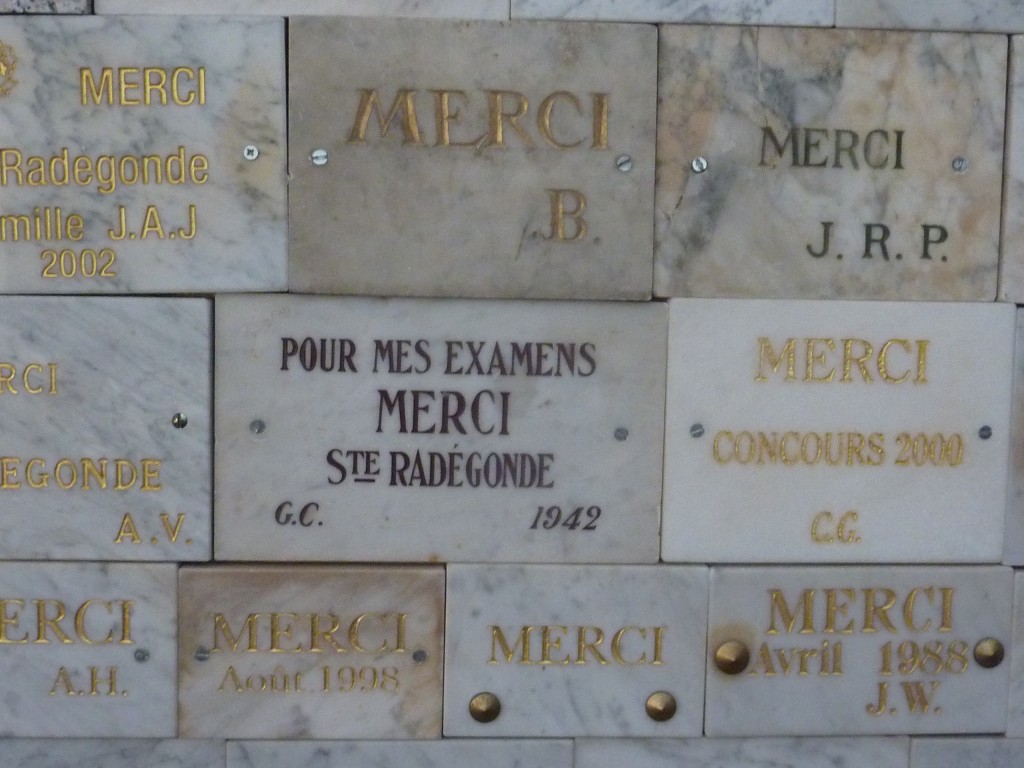 MERCI
Radegonde
mille J.A.J
2002
MERCI
J.B.
MERCI
J. R. P.
RCI
EGONDE
A.V.
POUR MES EXAMENS
MERCI
STE RADÉGONDE
G.C. 1942
MERCI
CONCOURS 2000
C.G.
ERCI
A.H.
MERCI
Août 1998
MERCI
MERCI
Avril 1988
J.W.